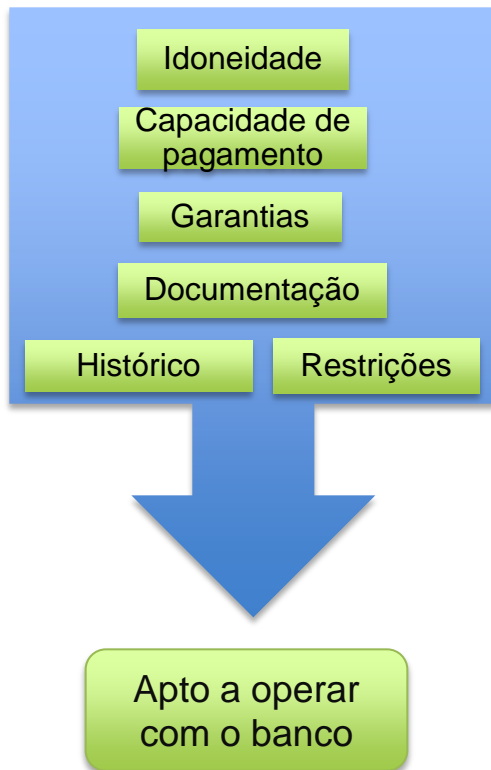 Idoneidade
Capacidade de
pagamento
Garantias
Documentação
Histórico
Restrições
Apto a operar
com o banco